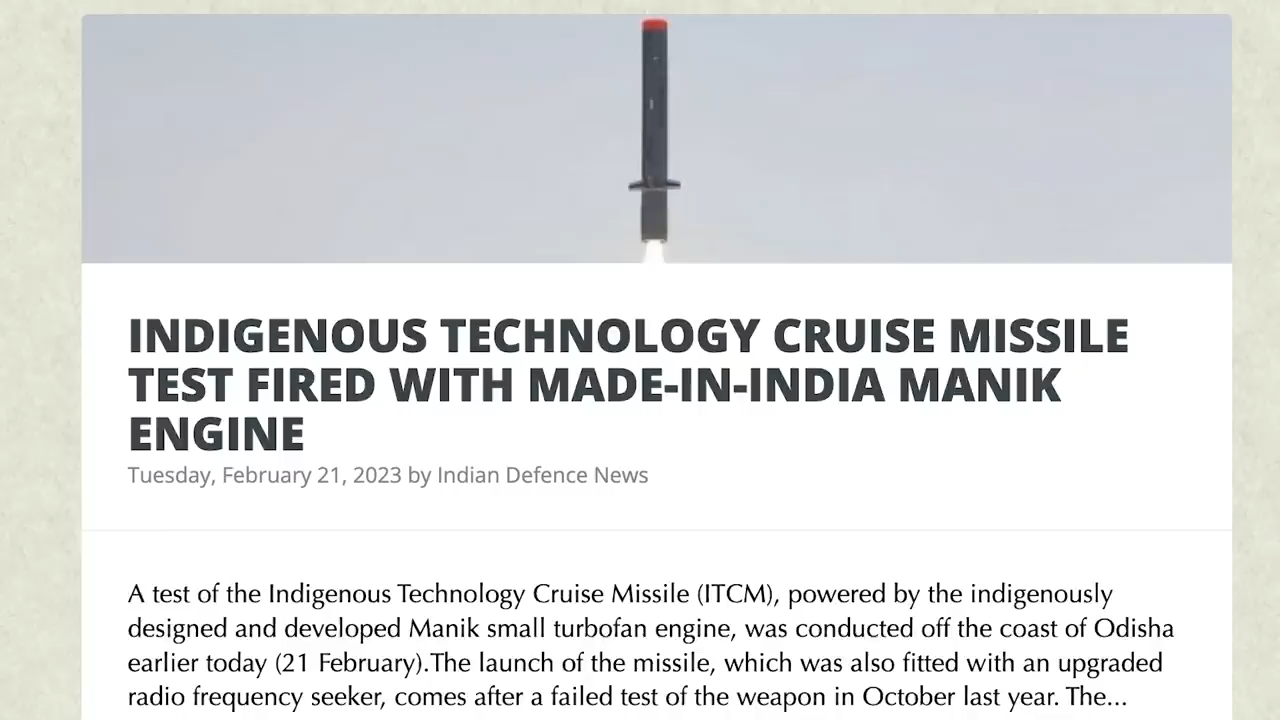 INDIGENOUS TECHNOLOGY CRUISE MISSILE
TEST FIRED WITH MADE-IN-INDIA MANIK
ENGINE
Tuesday, February 21, 2023 by Indian Defence News
A test of the Indigenous Technology Cruise Missile (ITCM), powered by the indigenously
designed and developed Manik small turbofan engine, was conducted off the coast of Odisha
earlier today (21 February).The launch of the missile, which was also fitted with an upgraded
radio frequency seeker, comes after a failed test of the weapon in October last year. The...